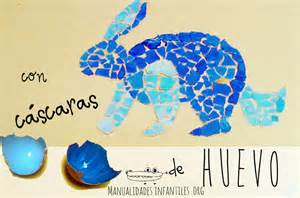 con
cáscaras
de HUEVO
MANUALIDADESINFANTILES.ORG